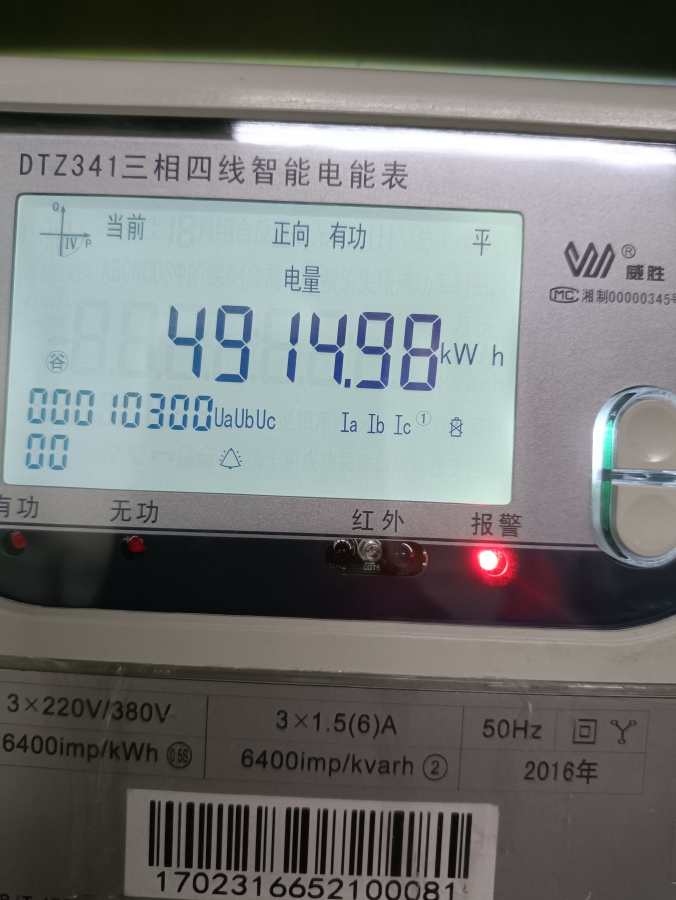 DTZ341三相四线智能电能表
Q
IV P
当前
正向 有功
平
电量
4914.98 kW h
谷
00010300 UaUbUc Ia Ib Ic ①
00
® 威胜
MC 湘制00000345号
有功 无功 红外 报警
3×220V/380V
3×1.5(6)A
50Hz
6400imp/kWh 0.5S
6400imp/kvarh ②
2016年
1702316652100081